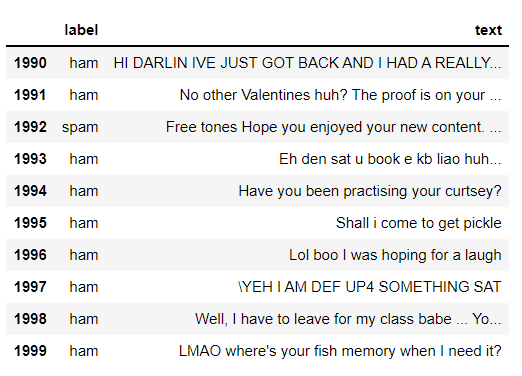 label text
1990 ham HI DARLIN IVE JUST GOT BACK AND I HAD A REALLY...
1991 ham No other Valentines huh? The proof is on your ...
1992 spam Free tones Hope you enjoyed your new content. ...
1993 ham Eh den sat u book e kb liao huh...
1994 ham Have you been practising your curtsey?
1995 ham Shall i come to get pickle
1996 ham Lol boo I was hoping for a laugh
1997 ham \YEH I AM DEF UP4 SOMETHING SAT
1998 ham Well, I have to leave for my class babe ... Yo...
1999 ham LMAO where's your fish memory when I need it?